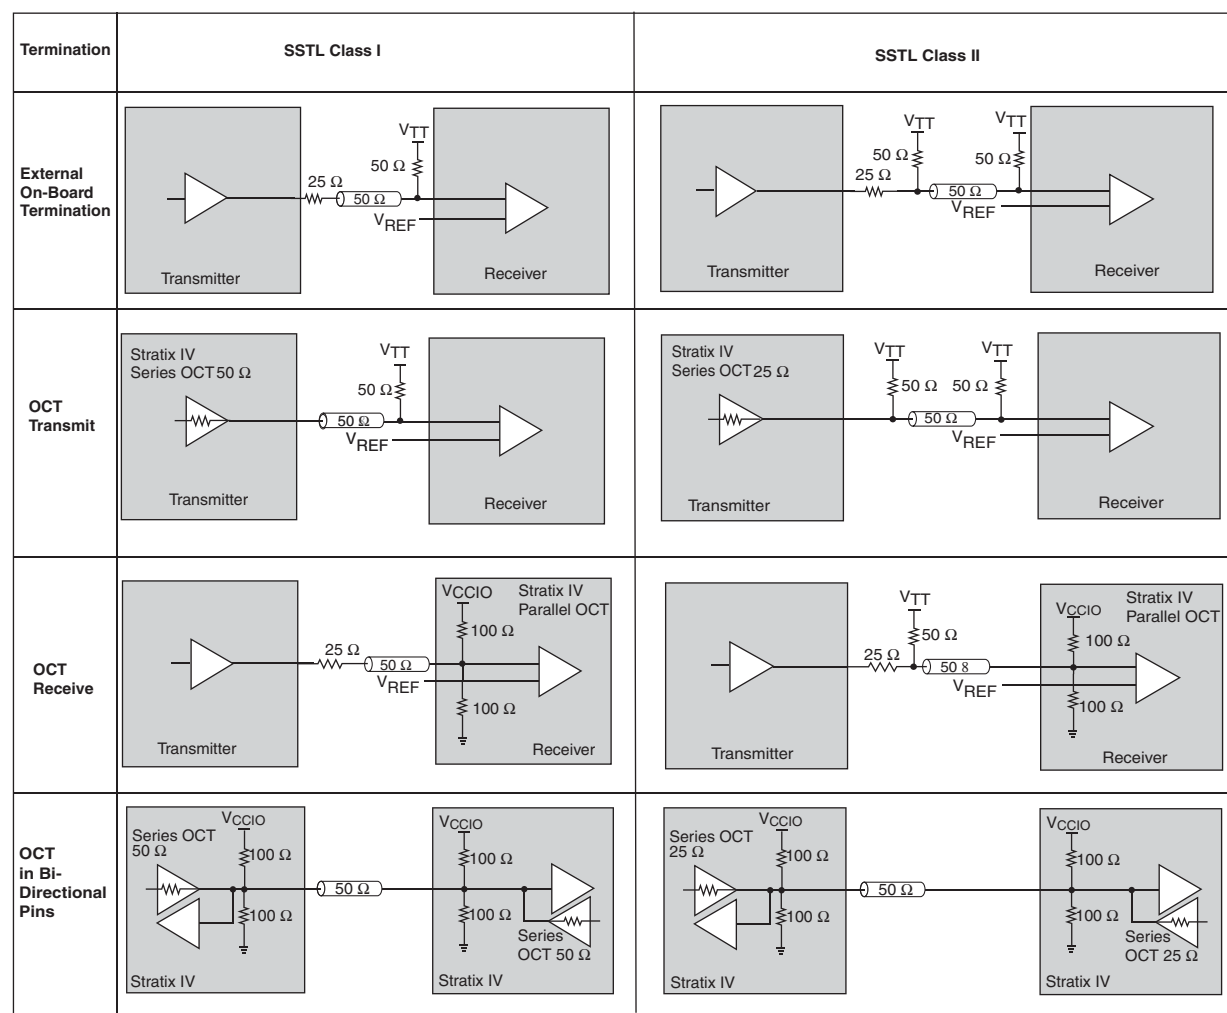 Termination
SSTL Class I
SSTL Class II
External
On-Board
Termination
VTT
50 Ω
25 Ω
50 Ω
VREF
Transmitter
Receiver
VTT
VTT
50 Ω
50 Ω
25 Ω
50 Ω
VREF
Transmitter
Receiver
OCT
Transmit
Stratix IV
Series OCT 50 Ω
VTT
50 Ω
50 Ω
VREF
Transmitter
Receiver
Stratix IV
Series OCT 25 Ω
VTT
VTT
50 Ω
50 Ω
50 Ω
VREF
Transmitter
Receiver
OCT
Receive
VCCIO
Stratix IV
Parallel OCT
100 Ω
25 Ω
50 Ω
VREF
100 Ω
Transmitter
Receiver
VTT
50 Ω
25 Ω
50 8
VREF
VCCIO
Stratix IV
Parallel OCT
100 Ω
100 Ω
Transmitter
Receiver
OCT
in Bi-
Directional
Pins
Series OCT
50 Ω
VCCIO
100 Ω
100 Ω
Stratix IV
50 Ω
VCCIO
100 Ω
100 Ω
Series
OCT 50 Ω
Stratix IV
Series OCT
25 Ω
VCCIO
100 Ω
100 Ω
Stratix IV
50 Ω
VCCIO
100 Ω
100 Ω
Series
OCT 25 Ω
Stratix IV